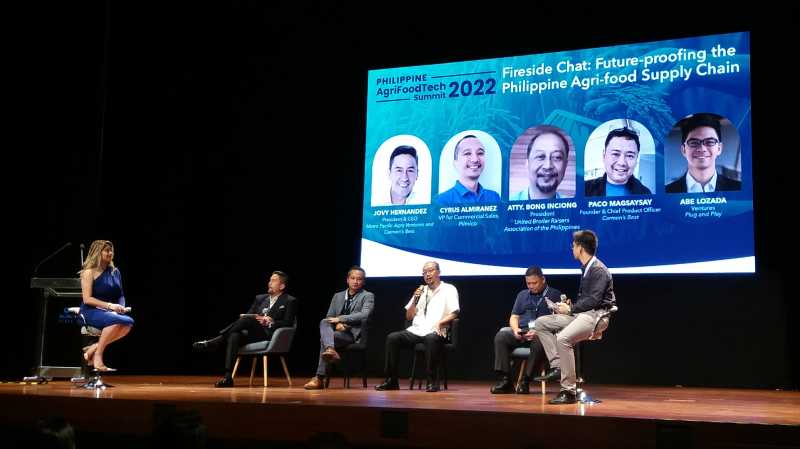 PHILIPPINE
AgriFoodTech 2022
Summit
Fireside Chat: Future-proofing the
Philippine Agri-food Supply Chain
JOVY HERNANDEZ
President & CEO
Metro Pacific Agro Ventures and
Carmen's Best
CYRUS ALMIRANEZ
VP for Commercial Sales,
Pilmico
ATTY. BONG INCIONG
President
United Broiler Raisers
Association of the Philippines
PACO MAGSAYSAY
Founder & Chief Product Officer
Carmen's Best
ABE LOZADA
Ventures
Plug and Play